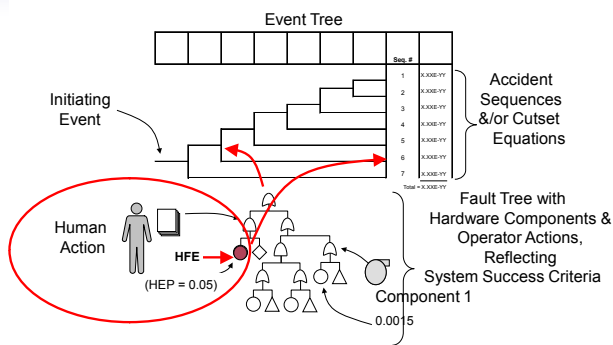 Event Tree
Seq. #
1 X.XXE-YY
2 X.XXE-YY
3 X.XXE-YY
4 X.XXE-YY
5 X.XXE-YY
6 X.XXE-YY
7 X.XXE-YY
Total = X.XXE-YY
Accident
Sequences
&/or Cutset
Equations
Initiating
Event
Human
Action
HFE
(HEP = 0.05)
Fault Tree with
Hardware Components &
Operator Actions,
Reflecting
System Success Criteria
Component 1
0.0015